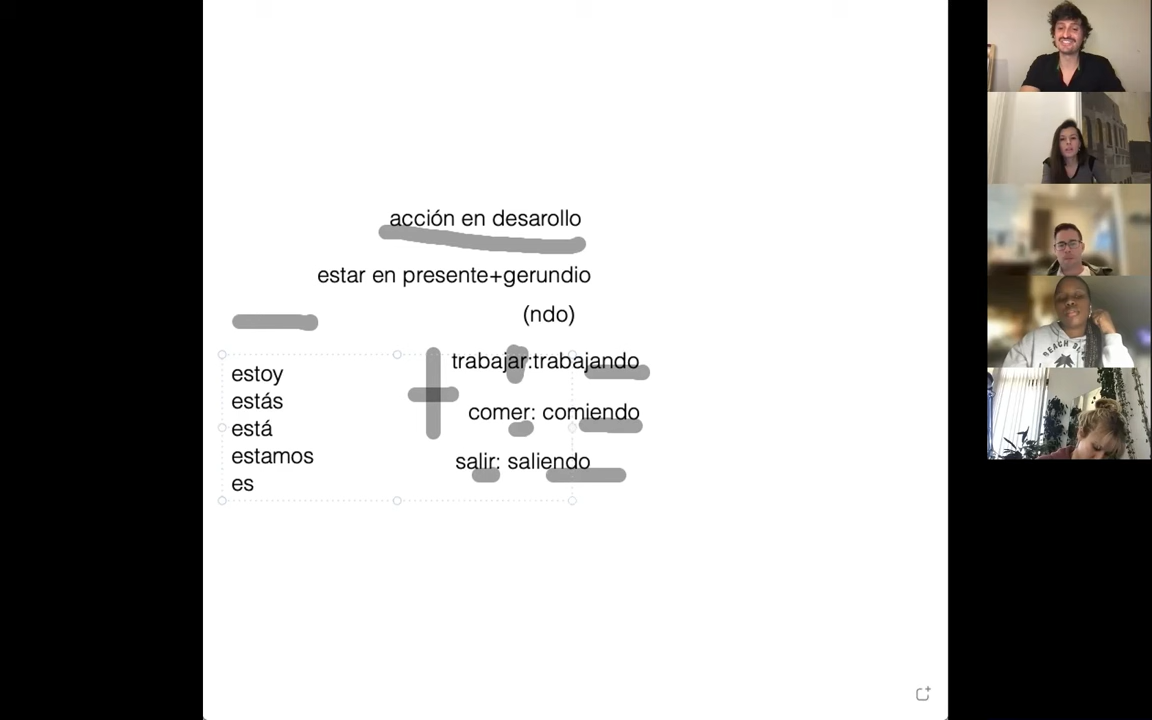 acción en desarollo
estar en presente+gerundio
(ndo)
trabajar:trabajando
comer: comiendo
salir: saliendo
estoy
estás
está
estamos
es
BEACH